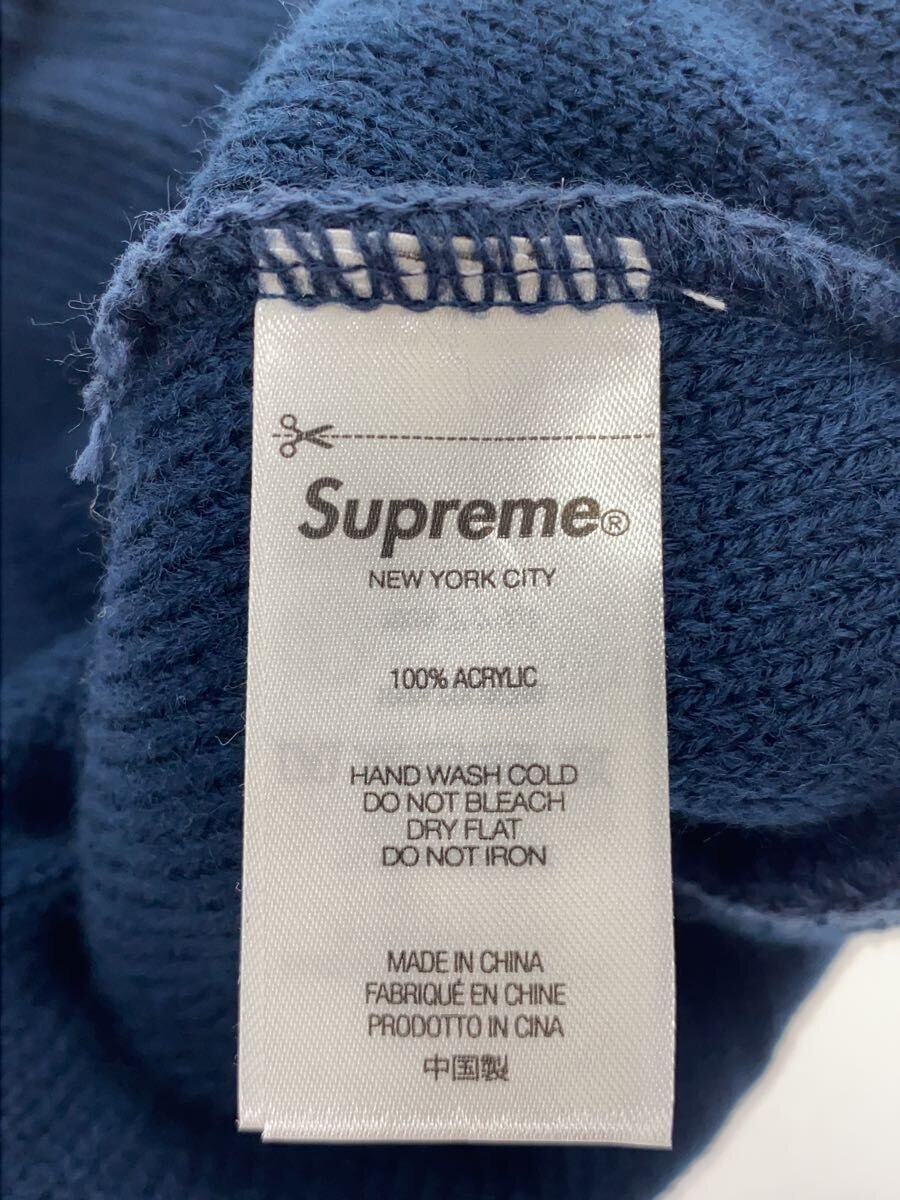 Supreme®
NEW YORK CITY
100% ACRYLIC
HAND WASH COLD
DO NOT BLEACH
DRY FLAT
DO NOT IRON
MADE IN CHINA
FABRIQUÉ EN CHINE
PRODOTTO IN CINA
中国製